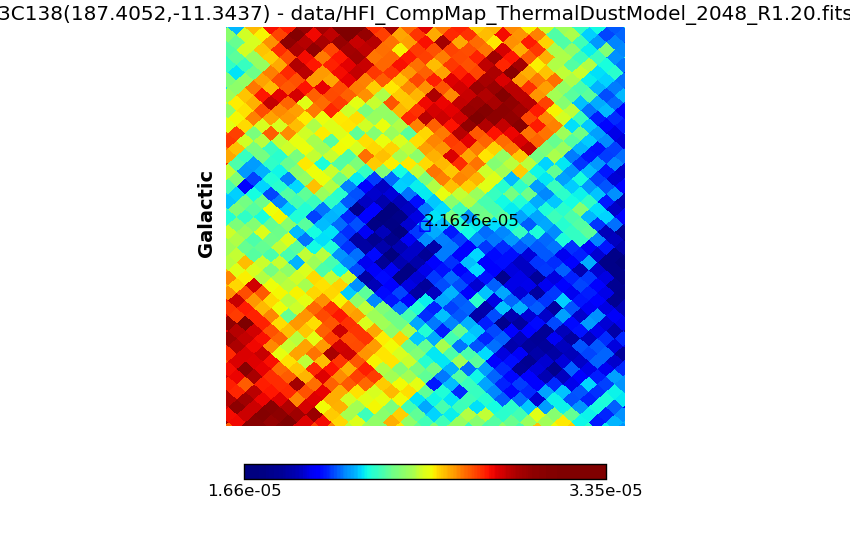 3C138(187.4052,-11.3437) - data/HFI_CompMap_ThermalDustModel_2048_R1.20.fits
Galactic
2.1626e-05
1.66e-05
3.35e-05